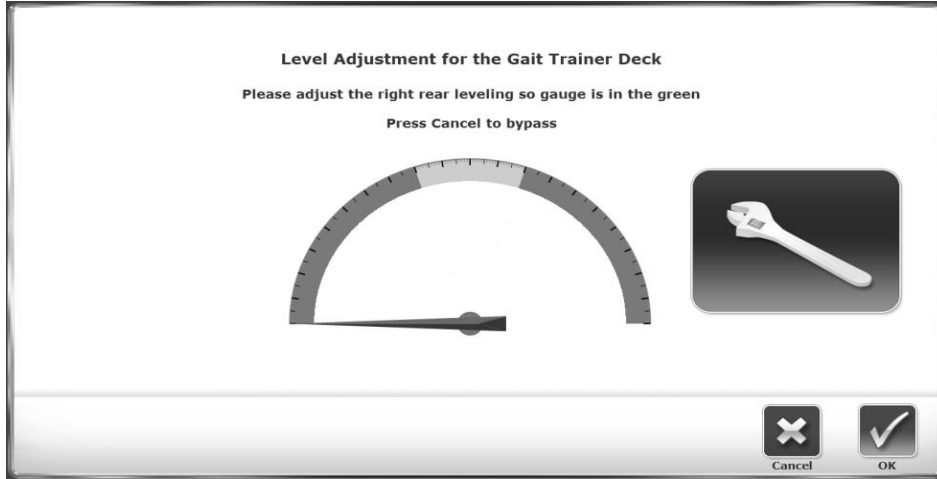 Level Adjustment for the Gait Trainer Deck
Please adjust the right rear leveling so gauge is in the green
Press Cancel to bypass
Cancel
OK